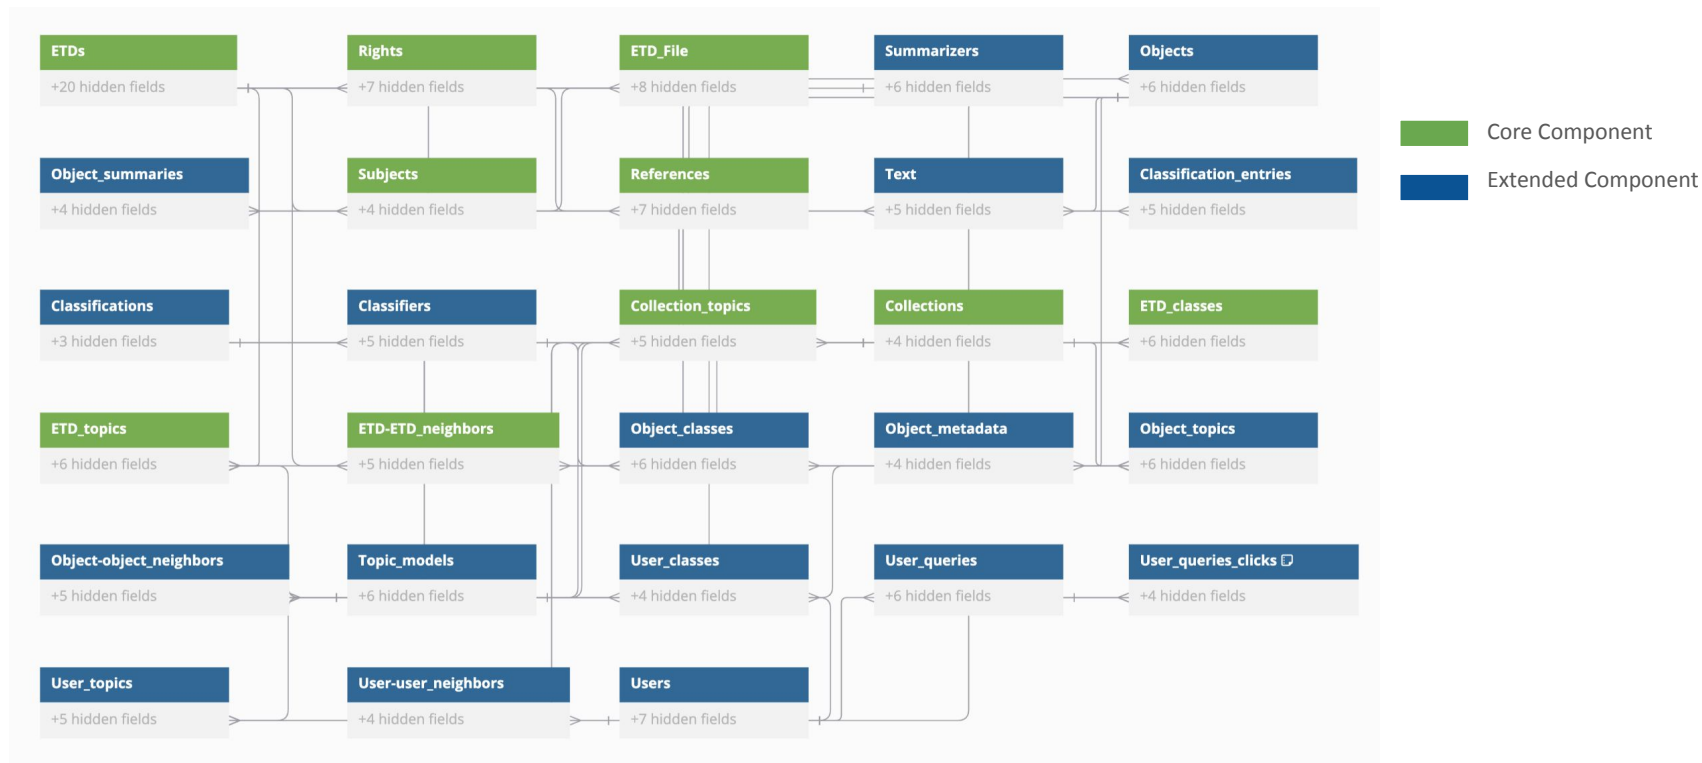 ETDs
+20 hidden fields
Rights
+7 hidden fields
ETD_File
+8 hidden fields
Summarizers
+6 hidden fields
Objects
+6 hidden fields
Core Component
Extended Component
Object_summaries
+4 hidden fields
Subjects
+4 hidden fields
References
+7 hidden fields
Text
+5 hidden fields
Classification_entries
+5 hidden fields
Classifications
+3 hidden fields
Classifiers
+5 hidden fields
Collection_topics
+5 hidden fields
Collections
+4 hidden fields
ETD_classes
+6 hidden fields
ETD_topics
+6 hidden fields
ETD-ETD_neighbors
+5 hidden fields
Object_classes
+6 hidden fields
Object_metadata
+4 hidden fields
Object_topics
+6 hidden fields
Object-object_neighbors
+5 hidden fields
Topic_models
+6 hidden fields
User_classes
+4 hidden fields
User_queries
+6 hidden fields
User_queries_clicks
+4 hidden fields
User_topics
+5 hidden fields
User-user_neighbors
+4 hidden fields
Users
+7 hidden fields